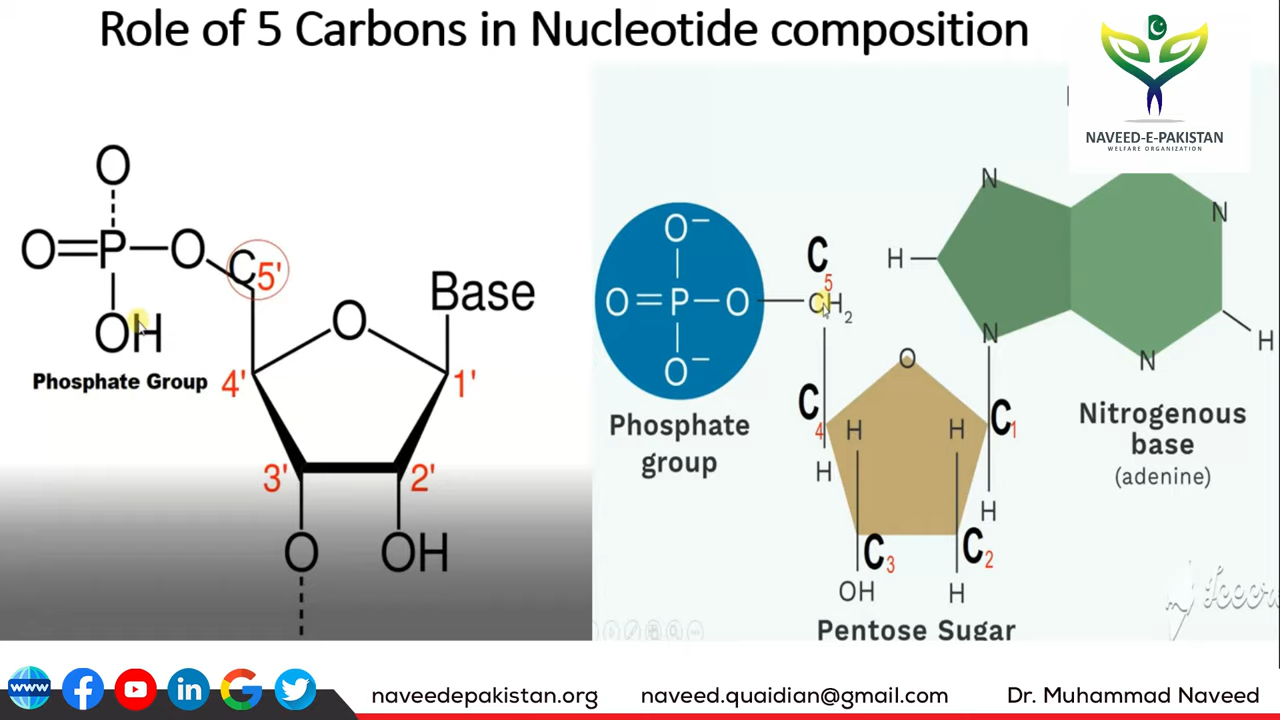 Role of 5 Carbons in Nucleotide composition
NAVEED-E-PAKISTAN
WELFARE ORGANIZATION
O
O=P—O
C5'
OH
Phosphate Group
O
Base
4'
1'
3'
2'
O
OH
O⁻
O=P—O
O⁻
Phosphate
group
C
5
CH₂
C4
H
H
H
C1
H
O
C3
C2
OH
H
Pentose Sugar
N
N
H
N
N
H
Nitrogenous
base
(adenine)
www
naveedepakistan.org
naveed.quaidian@gmail.com
Dr. Muhammad Naveed